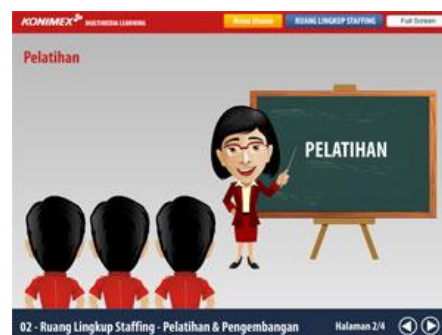 KONIMEX MULTIMEDIA LEARNING
Menu Utama
RUANG LINGKUP STAFFING
Full Screen
Pelatihan
PELATIHAN
02 - Ruang Lingkup Staffing - Pelatihan & Pengembangan
Halaman 2/4